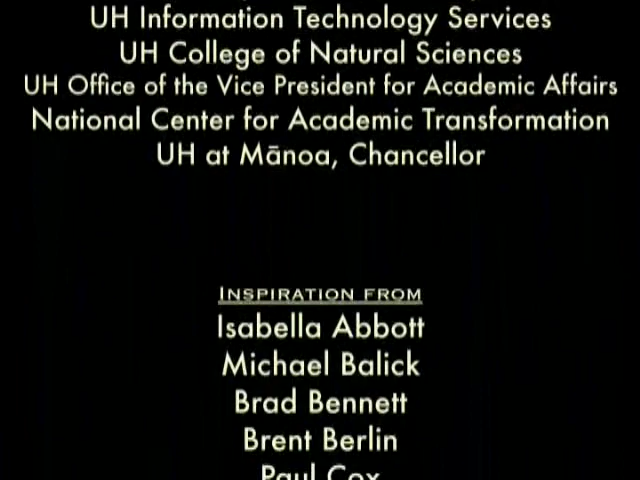 UH Information Technology Services
UH College of Natural Sciences
UH Office of the Vice President for Academic Affairs
National Center for Academic Transformation
UH at Mānoa, Chancellor
Inspiration from
Isabella Abbott
Michael Balick
Brad Bennett
Brent Berlin
Paul Cox